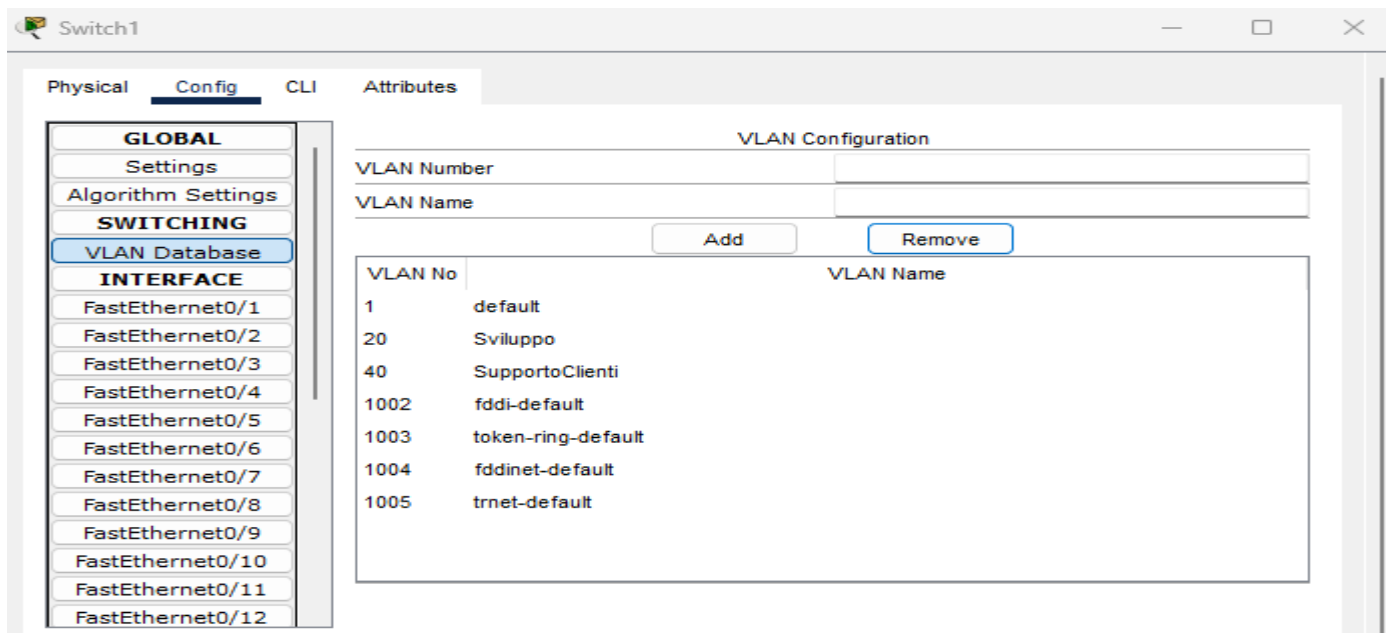 Switch1
Physical Config CLI Attributes
GLOBAL
Settings
Algorithm Settings
SWITCHING
VLAN Database
INTERFACE
FastEthernet0/1
FastEthernet0/2
FastEthernet0/3
FastEthernet0/4
FastEthernet0/5
FastEthernet0/6
FastEthernet0/7
FastEthernet0/8
FastEthernet0/9
FastEthernet0/10
FastEthernet0/11
FastEthernet0/12
VLAN Configuration
VLAN Number
VLAN Name
Add Remove
VLAN No VLAN Name
1 default
20 Sviluppo
40 SupportoClienti
1002 fddi-default
1003 token-ring-default
1004 fddinet-default
1005 trnet-default